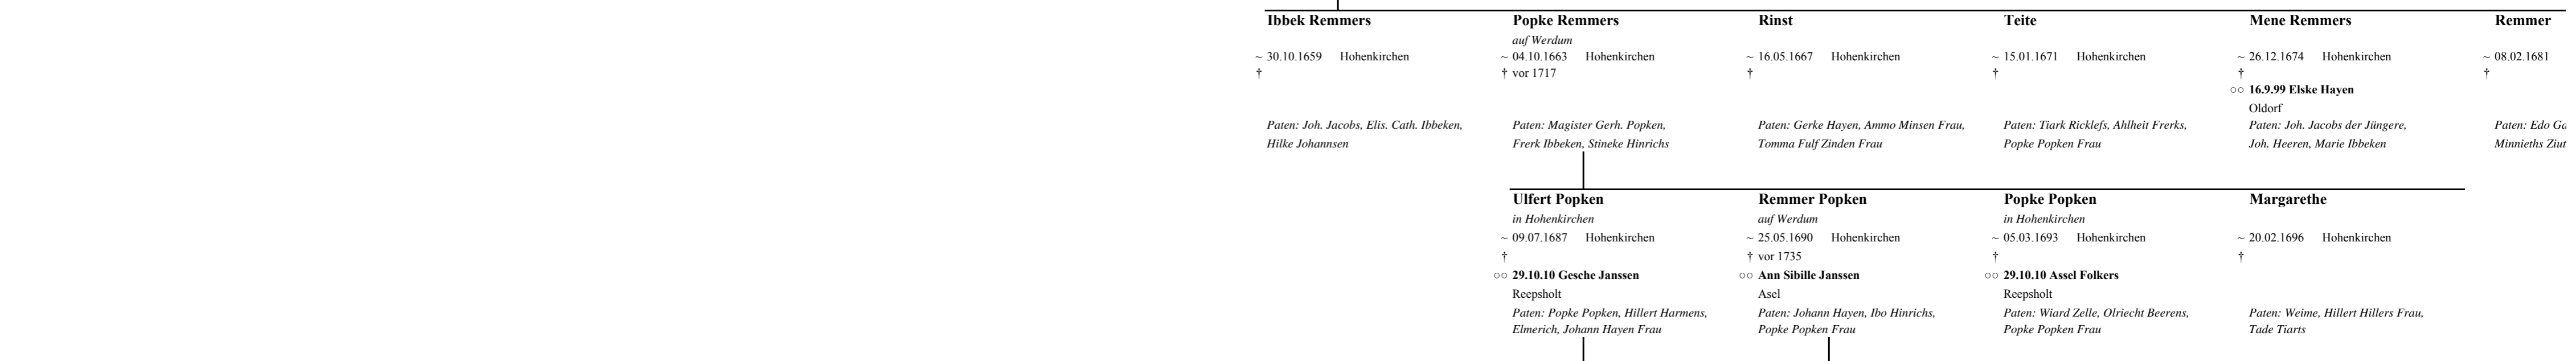 Ibbek Remmers Popke Remmers Rinst Teite Mene Remmers Remmer
auf Werdum
~ 30.10.1659 Hohenkirchen ~ 04.10.1663 Hohenkirchen ~ 16.05.1667 Hohenkirchen ~ 15.01.1671 Hohenkirchen ~ 26.12.1674 Hohenkirchen ~ 08.02.1681
† † vor 1717 † † † †
○○ 16.9.99 Elske Hayen
Oldorf
Paten: Joh. Jacobs, Elis. Cath. Ibbeken, Paten: Magister Gerh. Popken, Paten: Gerke Hayen, Ammo Minsen Frau, Paten: Tiark Ricklefs, Ahlheit Frerks, Paten: Joh. Jacobs der Jüngere, Paten: Edo
Hilke Johannsen Frerk Ibbeken, Stineke Hinrichs Tomma Fulf Zinden Frau Popke Popken Frau Joh. Heeren, Marie Ibbeken Minnieths
Ulfert Popken Remmer Popken Popke Popken Margarethe
in Hohenkirchen auf Werdum in Hohenkirchen
~ 09.07.1687 Hohenkirchen ~ 25.05.1690 Hohenkirchen ~ 05.03.1693 Hohenkirchen ~ 20.02.1696 Hohenkirchen
† † vor 1735 † †
○○ 29.10.10 Gesche Janssen ○○ Ann Sibille Janssen ○○ 29.10.10 Assel Folkers
Reepsholt Asel Reepsholt
Paten: Popke Popken, Hillert Harmens, Paten: Johann Hayen, Ibo Hinrichs, Paten: Wiard Zelle, Olriecht Beerens, Paten: Weime, Hillert Hillers Frau,
Elmerich, Johann Hayen Frau Popke Popken Frau Popke Popken Frau Tade Tiarts